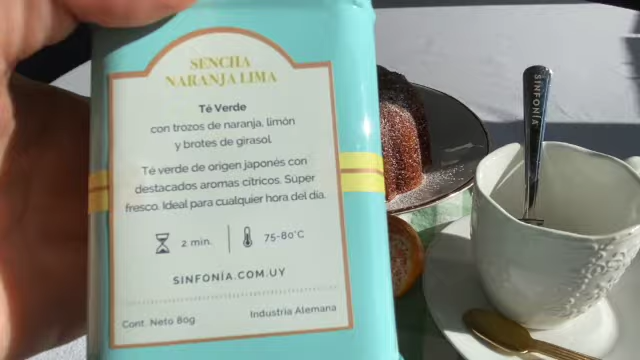 SENCHA
NARANJA LIMA
Té Verde
con trozos de naranja, limón
y brotes de girasol
Té verde de origen japonés con
destacados aromas cítricos. Súper
fresco. Ideal para cualquier hora del día.
2 min.
75-80°C
SINFONÍA.COM.UY
Cont. Neto 80g.
Industria Alemana
SINFONÍA